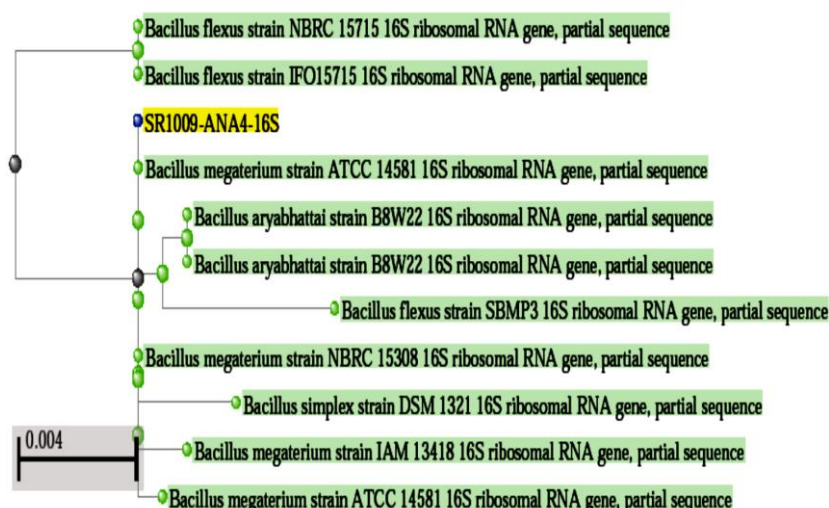 Bacillus flexus strain NBRC 15715 16S ribosomal RNA gene, partial sequence
Bacillus flexus strain IFO15715 16S ribosomal RNA gene, partial sequence
SR1009-ANA4-16S
Bacillus megaterium strain ATCC 14581 16S ribosomal RNA gene, partial sequence
Bacillus aryabhattai strain B8W22 16S ribosomal RNA gene, partial sequence
Bacillus aryabhattai strain B8W22 16S ribosomal RNA gene, partial sequence
Bacillus flexus strain SBMP3 16S ribosomal RNA gene, partial sequence
Bacillus megaterium strain NBRC 15308 16S ribosomal RNA gene, partial sequence
Bacillus simplex strain DSM 1321 16S ribosomal RNA gene, partial sequence
0.004
Bacillus megaterium strain IAM 13418 16S ribosomal RNA gene, partial sequence
Bacillus megaterium strain ATCC 14581 16S ribosomal RNA gene, partial sequence